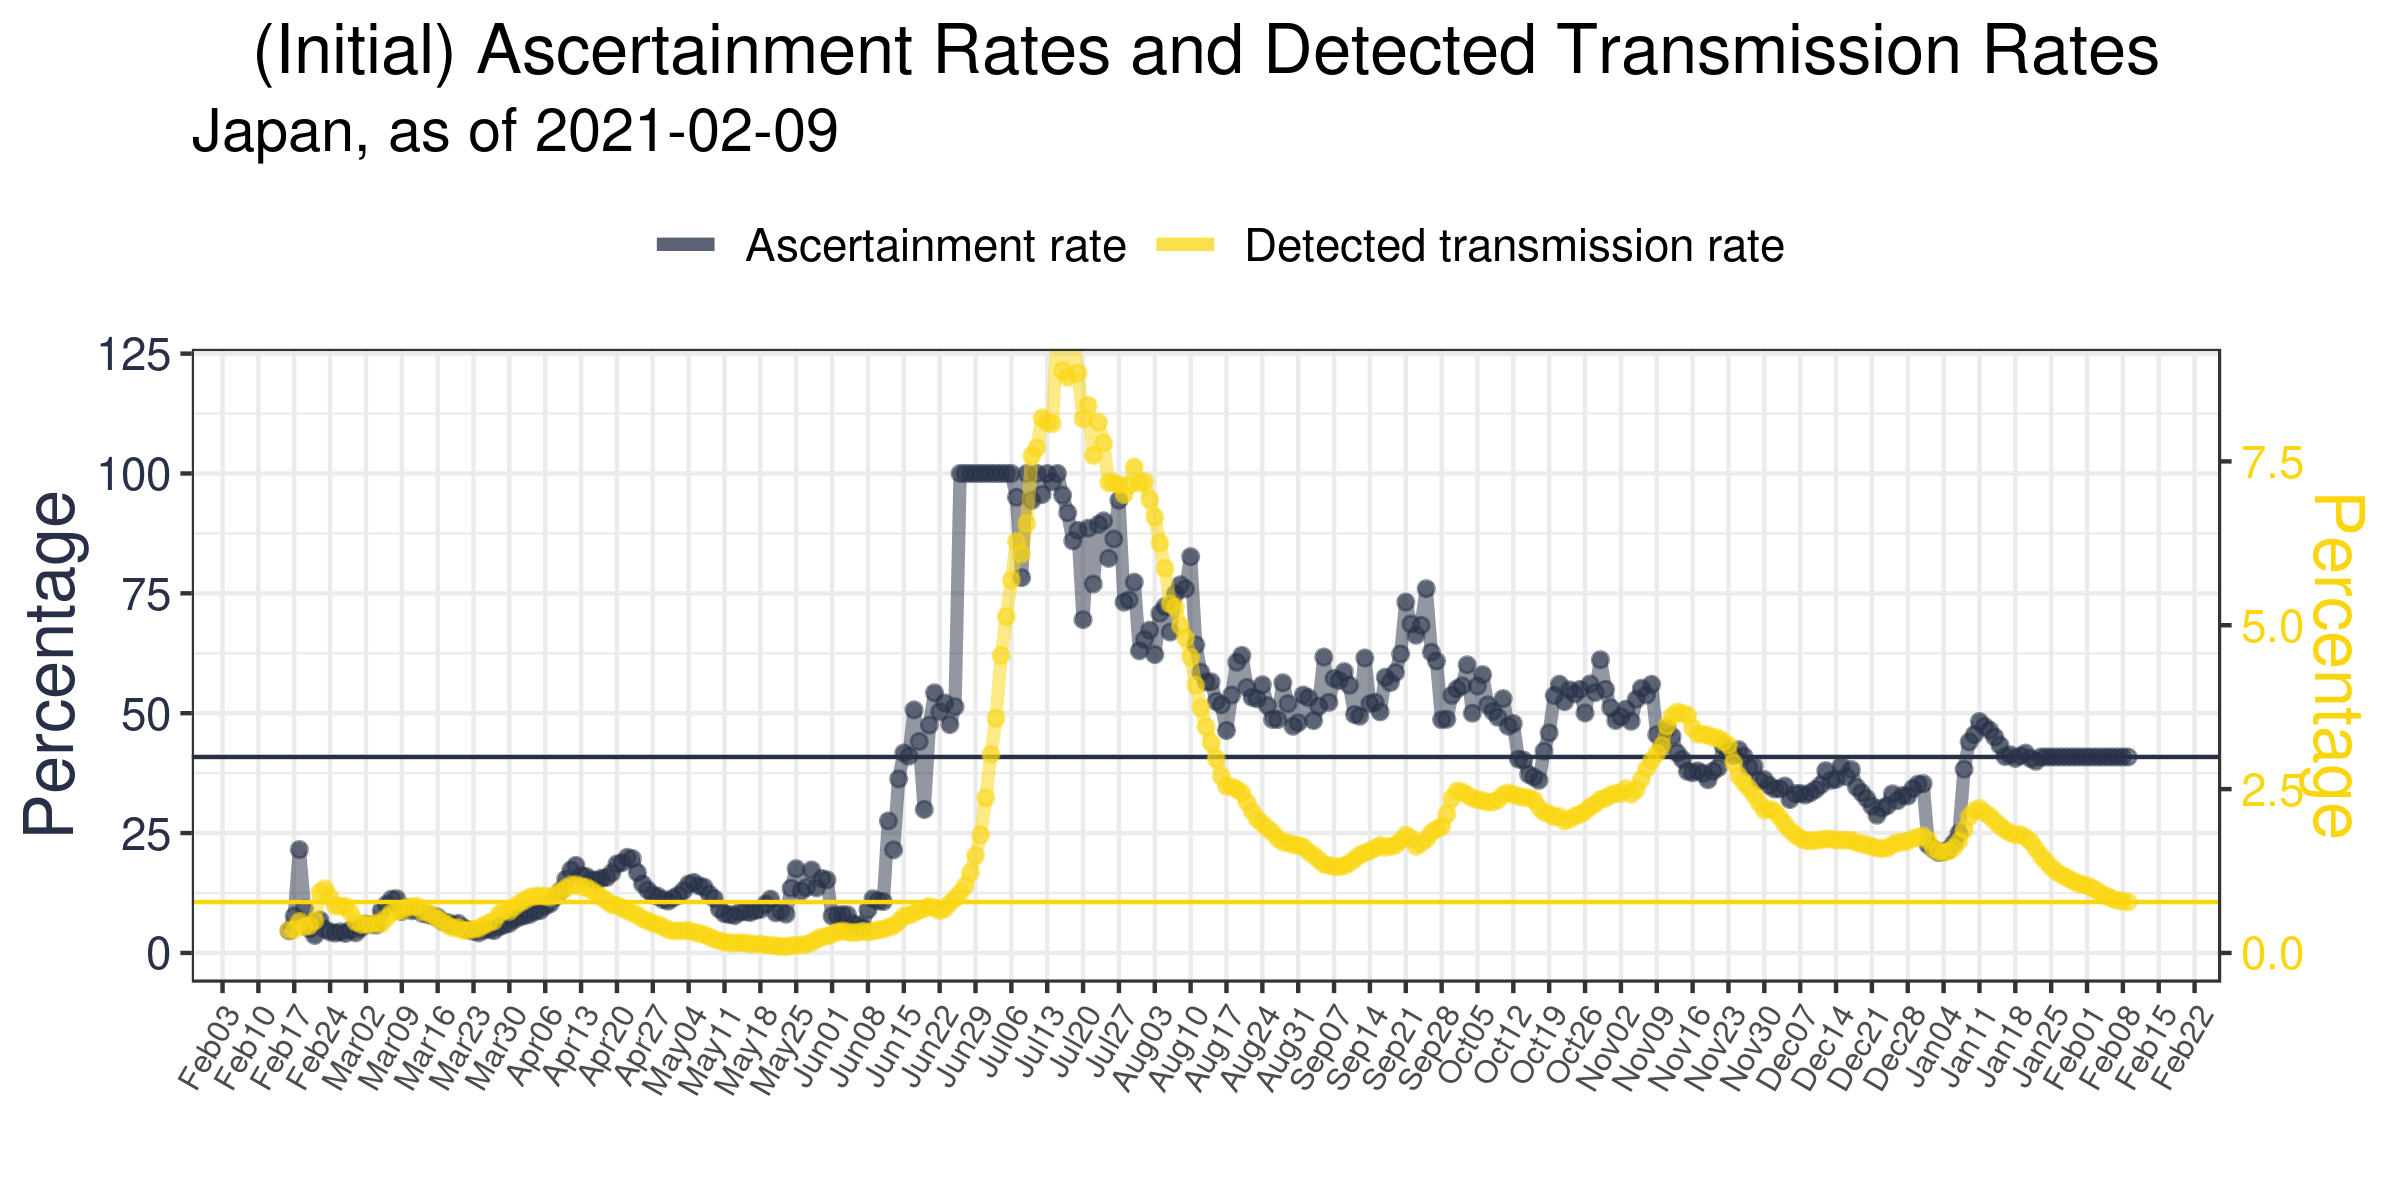 (Initial) Ascertainment Rates and Detected Transmission Rates
Japan, as of 2021-02-09
Ascertainment rate
Detected transmission rate
Percentage
125
100
75
50
25
0
7.5
5.0
2.5
0.0
Percentage
Feb03
Feb10
Feb17
Feb24
Mar02
Mar09
Mar16
Mar23
Mar30
Apr06
Apr13
Apr20
Apr27
May04
May11
May18
May25
Jun01
Jun08
Jun15
Jun22
Jun29
Jul06
Jul13
Jul20
Jul27
Aug03
Aug10
Aug17
Aug24
Aug31
Sep07
Sep14
Sep21
Sep28
Oct05
Oct12
Oct19
Oct26
Nov02
Nov09
Nov16
Nov23
Nov30
Dec07
Dec14
Dec21
Dec28
Jan04
Jan11
Jan18
Jan25
Feb01
Feb08
Feb15
Feb22